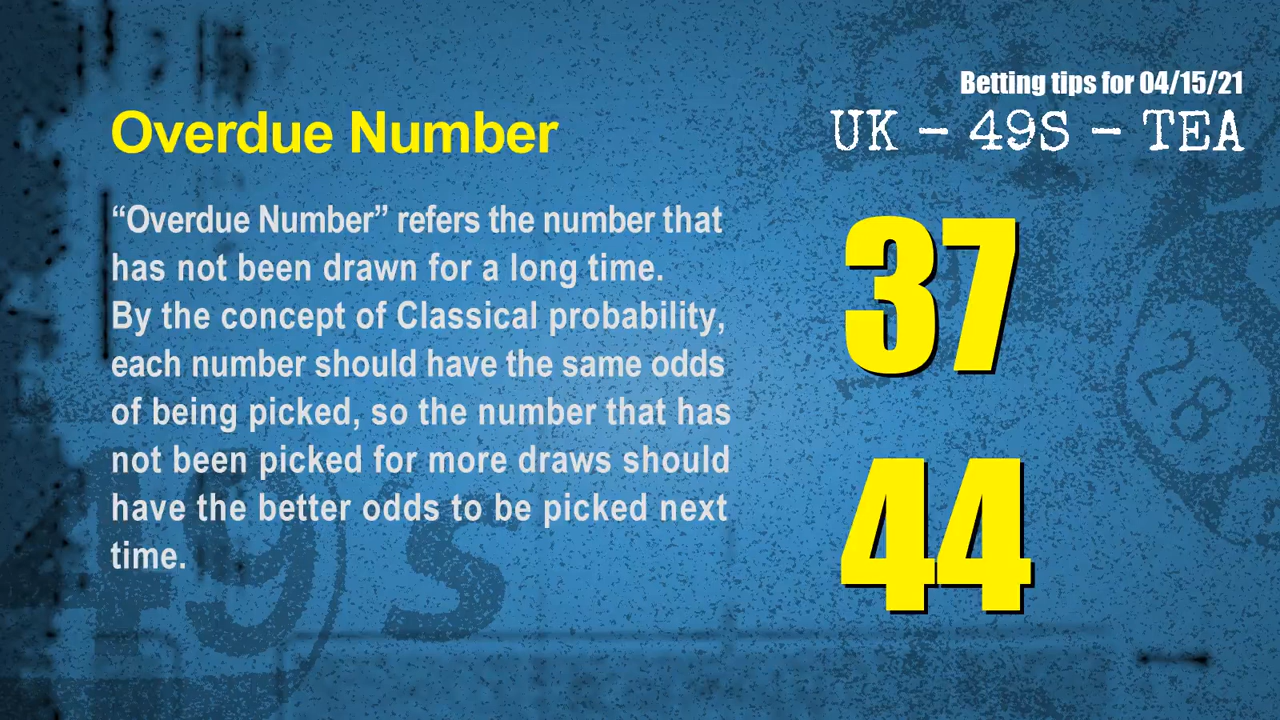 Betting tips for 04/15/21
UK - 49S - TEA
Overdue Number
“Overdue Number” refers the number that
has not been drawn for a long time.
By the concept of Classical probability,
each number should have the same odds
of being picked, so the number that has
not been picked for more draws should
have the better odds to be picked next
time.
37
44
28
49's